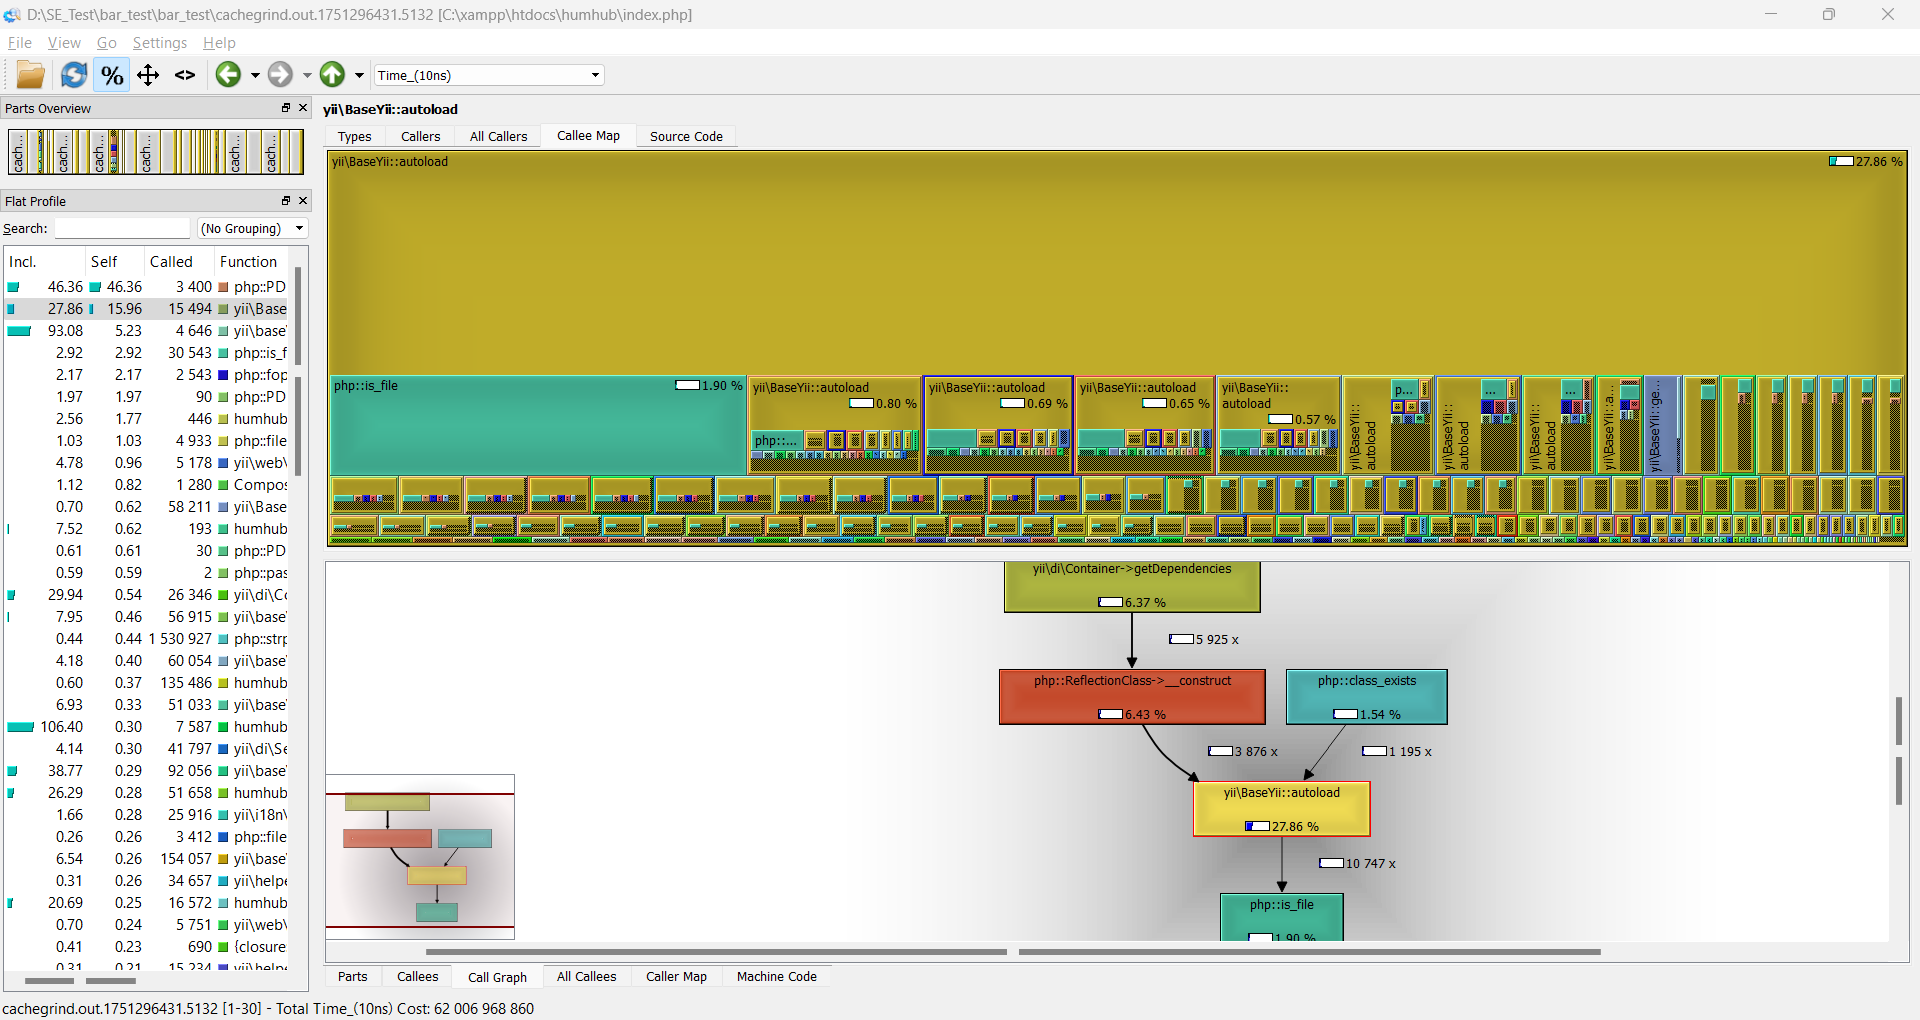 D:\SE_Test\bar_test\bar_test\cachegrind.out.1751296431.5132 [C:\xampp\htdocs\humhub\index.php]
File View Go Settings Help
% <> Time_(10ns)
Parts Overview
cach... cach... cach... cach... cach... cach...
Flat Profile
Search: (No Grouping)
Incl. Self Called Function
46.36 46.36 3 400 php::PD
27.86 15.96 15 494 yii\Base
93.08 5.23 4 646 yii\base\
2.92 2.92 30 543 php::is_f
2.17 2.17 2 543 php::fop
1.97 1.97 90 php::PD
2.56 1.77 446 humhub
1.03 1.03 4 933 php::file
4.78 0.96 5 178 yii\web\
1.12 0.82 1 280 Compos
0.70 0.62 58 211 yii\Base
7.52 0.62 193 humhub
0.61 0.61 30 php::PD
0.59 0.59 2 php::pas
29.94 0.54 26 346 yii\di\Co
7.95 0.46 56 915 yii\base\
0.44 0.44 1 530 927 php::strp
4.18 0.40 60 054 yii\base\
0.60 0.37 135 486 humhub
6.93 0.33 51 033 yii\base\
106.40 0.30 7 587 humhub
4.14 0.30 41 797 yii\di\Se
38.77 0.29 92 056 yii\base\
26.29 0.28 51 658 humhub
1.66 0.28 25 916 yii\i18n\
0.26 0.26 3 412 php::file
6.54 0.26 154 057 yii\base\
0.31 0.26 34 657 yii\helpe
20.69 0.25 16 572 humhub
0.70 0.24 5 751 yii\web\
0.41 0.23 690 {closure:
0.31 0.21 15 234 yii\helpe
yii\BaseYii::autoload
Types Callers All Callers Callee Map Source Code
yii\BaseYii::autoload 27.86 %
php::is_file 1.90 %
yii\BaseYii::autoload
0.80 %
php::...
yii\BaseYii::autoload
0.69 %
yii\BaseYii::autoload
0.65 %
yii\BaseYii::
autoload
0.57 %
yii\BaseYii::
autoload
p...
yii\BaseYii::
autoload
...
yii\BaseYii::
autoload
...
yii\BaseYii::a...
yii\BaseYii::ge...
yii\di\Container->getDependencies
6.37 %
5 925 x
php::ReflectionClass->__construct
6.43 %
php::class_exists
1.54 %
3 876 x
1 195 x
yii\BaseYii::autoload
27.86 %
10 747 x
php::is_file
1.90 %
Parts Callees Call Graph All Callees Caller Map Machine Code
cachegrind.out.1751296431.5132 [1-30] - Total Time_(10ns) Cost: 62 006 968 860